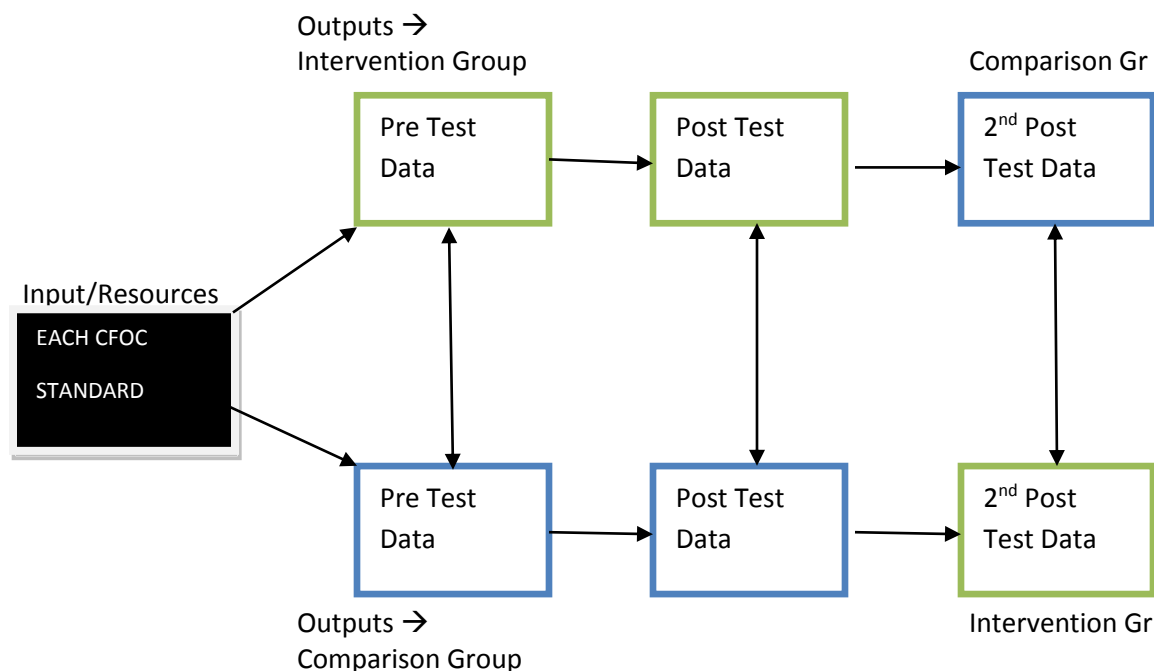 Outputs →
Intervention Group
Comparison Gr
Pre Test
Data
Post Test
Data
2nd Post
Test Data
Input/Resources
EACH CFOC
STANDARD
Pre Test
Data
Post Test
Data
2nd Post
Test Data
Outputs →
Comparison Group
Intervention Gr